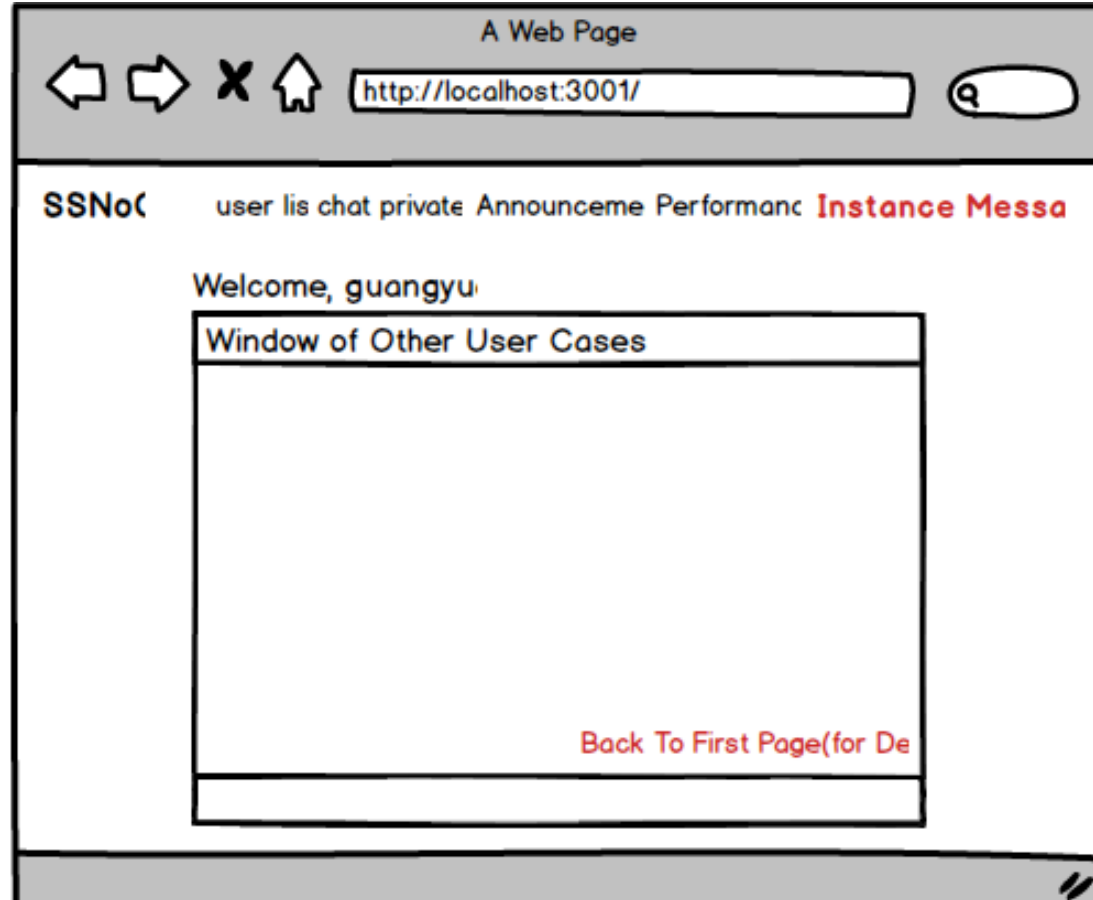 A Web Page
http://localhost:3001/
SSNoC user lis chat private Announceme Performanc Instance Messa
Welcome, guangyu
Window of Other User Cases
Back To First Page(for De